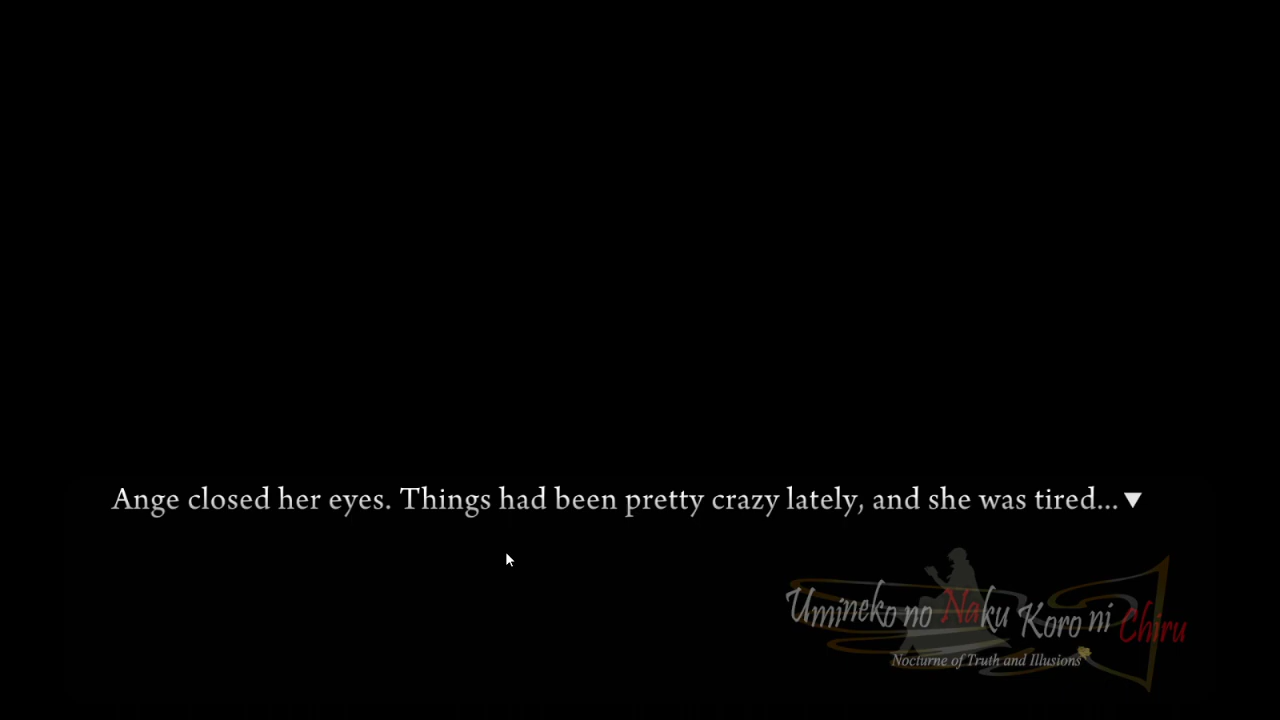 Ange closed her eyes. Things had been pretty crazy lately, and she was tired...
Umineko no Naku Koro ni Chiru
Nocturne of Truth and Illusions